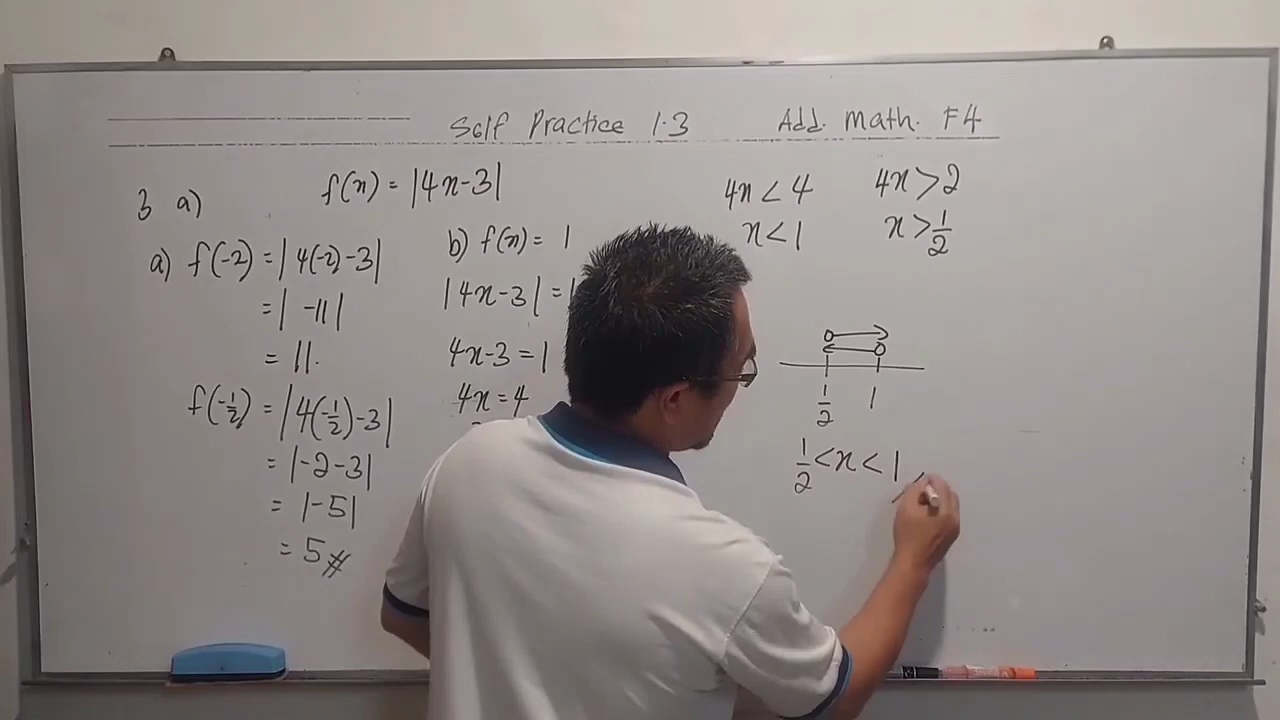 Self Practice 1.3 Add. Math. F4
3 a) f(x) = |4x-3|
a) f(-2) = |4(-2)-3|
= |-11|
= 11.
f(-1/2) = |4(-1/2)-3|
= |-2-3|
= |-5|
= 5#
b) f(x) = 1
|4x-3| =
4x-3 = 1
4x = 4
4x < 4
x < 1
4x > 2
x > 1/2
1/2 1
1/2 < x < 1